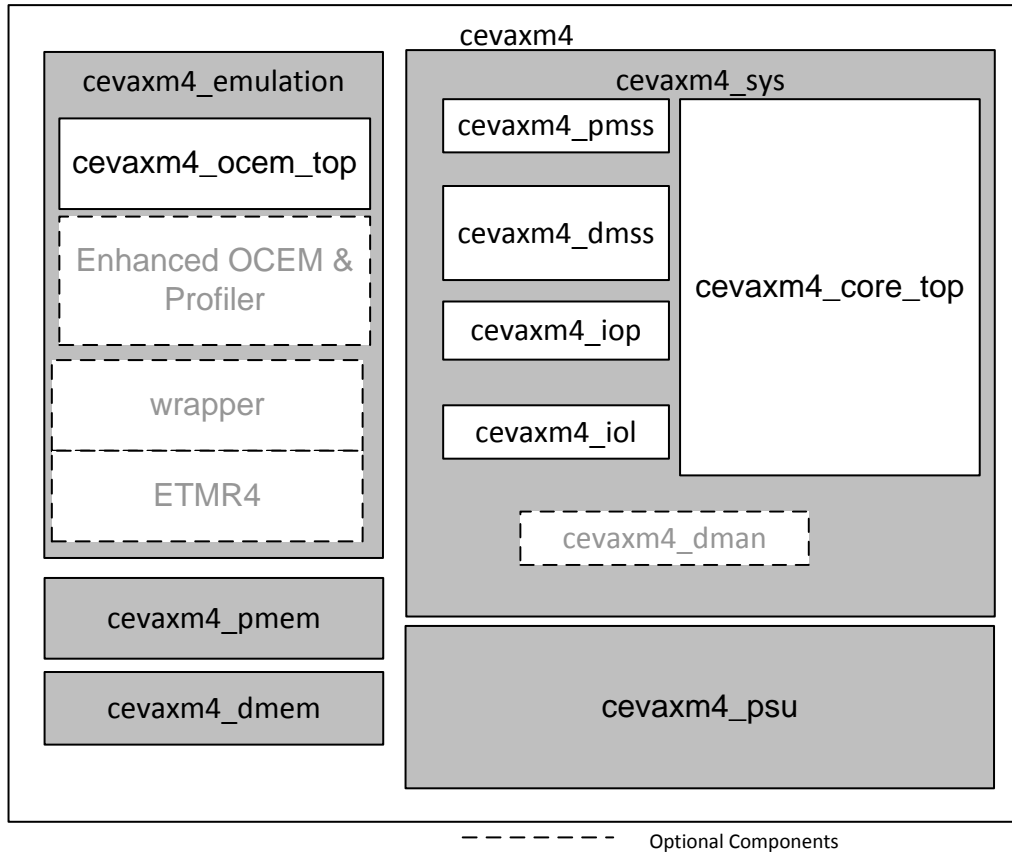 cevaxm4
cevaxm4_emulation
cevaxm4_ocem_top
Enhanced OCEM &
Profiler
wrapper
ETMR4
cevaxm4_pmem
cevaxm4_dmem
cevaxm4_sys
cevaxm4_pmss
cevaxm4_dmss
cevaxm4_iop
cevaxm4_iol
cevaxm4_core_top
cevaxm4_dman
cevaxm4_psu
Optional Components